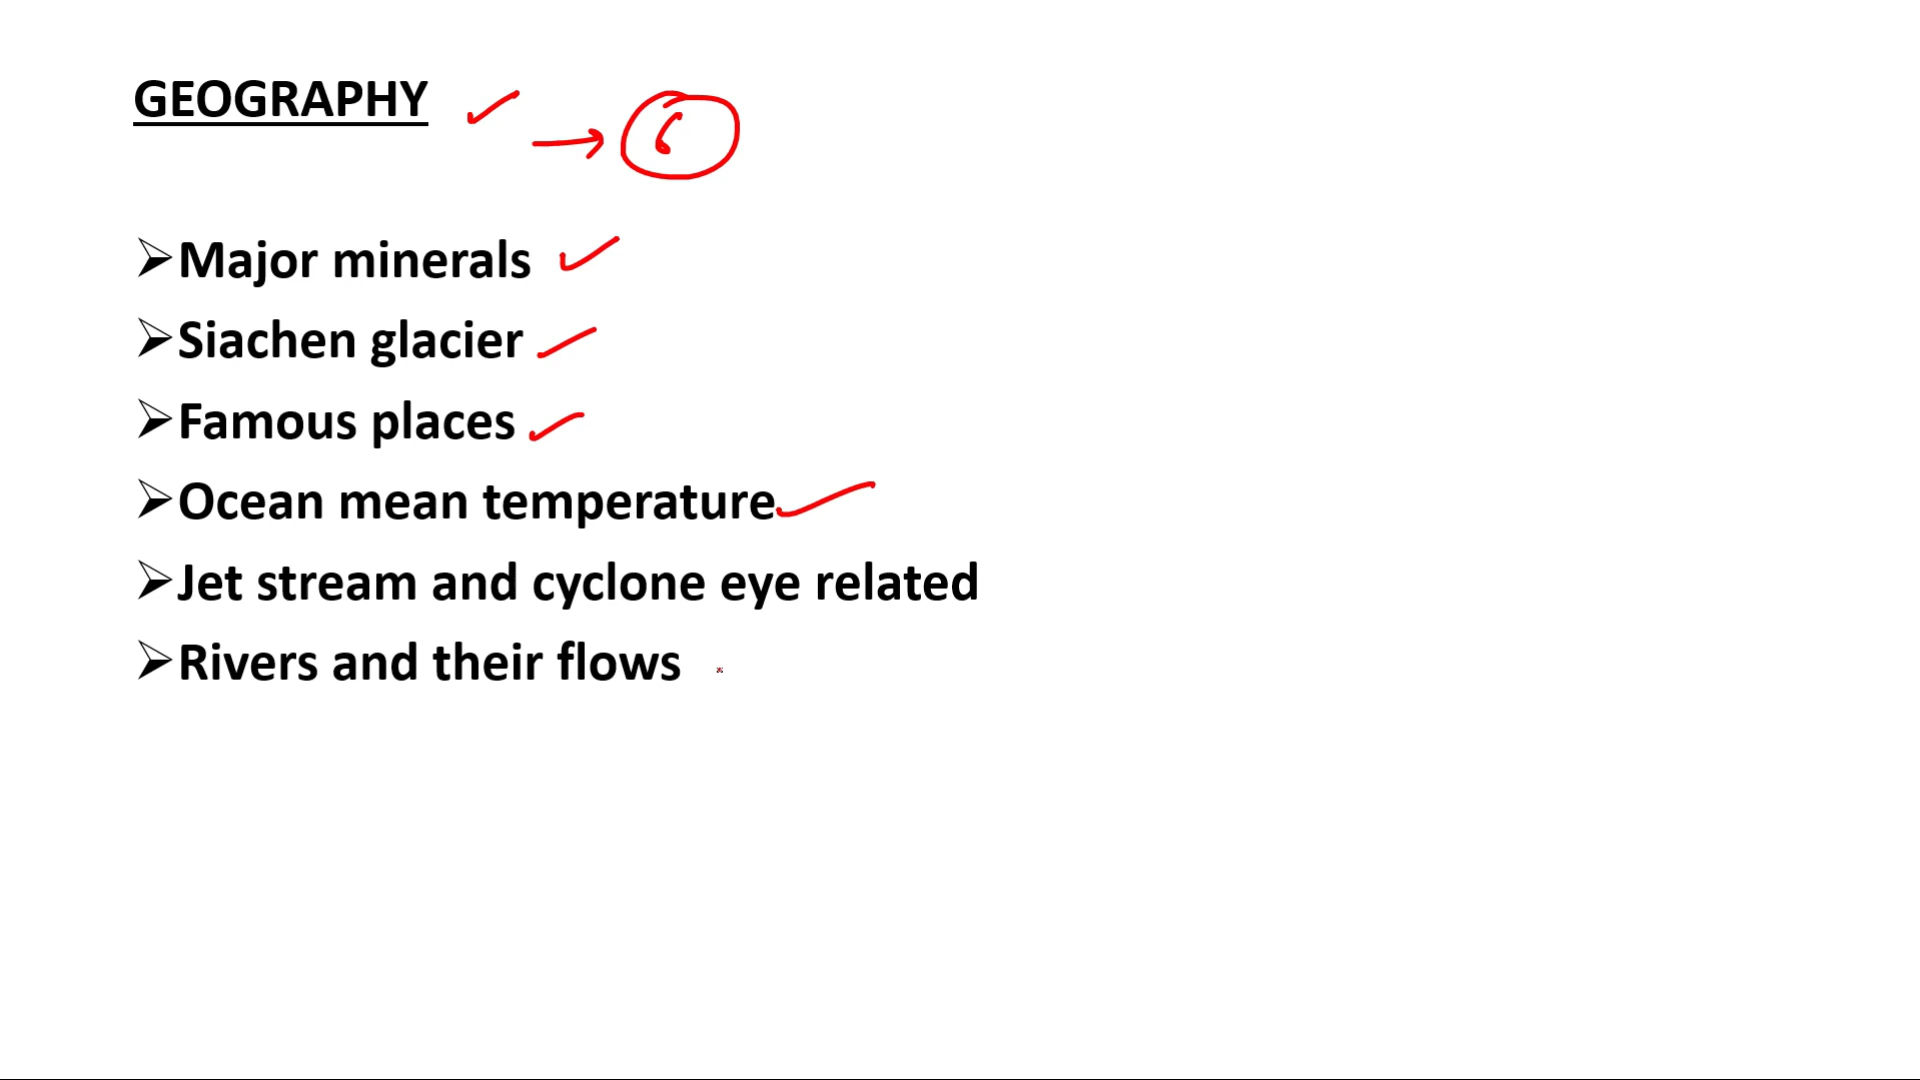 GEOGRAPHY
6
➢Major minerals
➢Siachen glacier
➢Famous places
➢Ocean mean temperature
➢Jet stream and cyclone eye related
➢Rivers and their flows